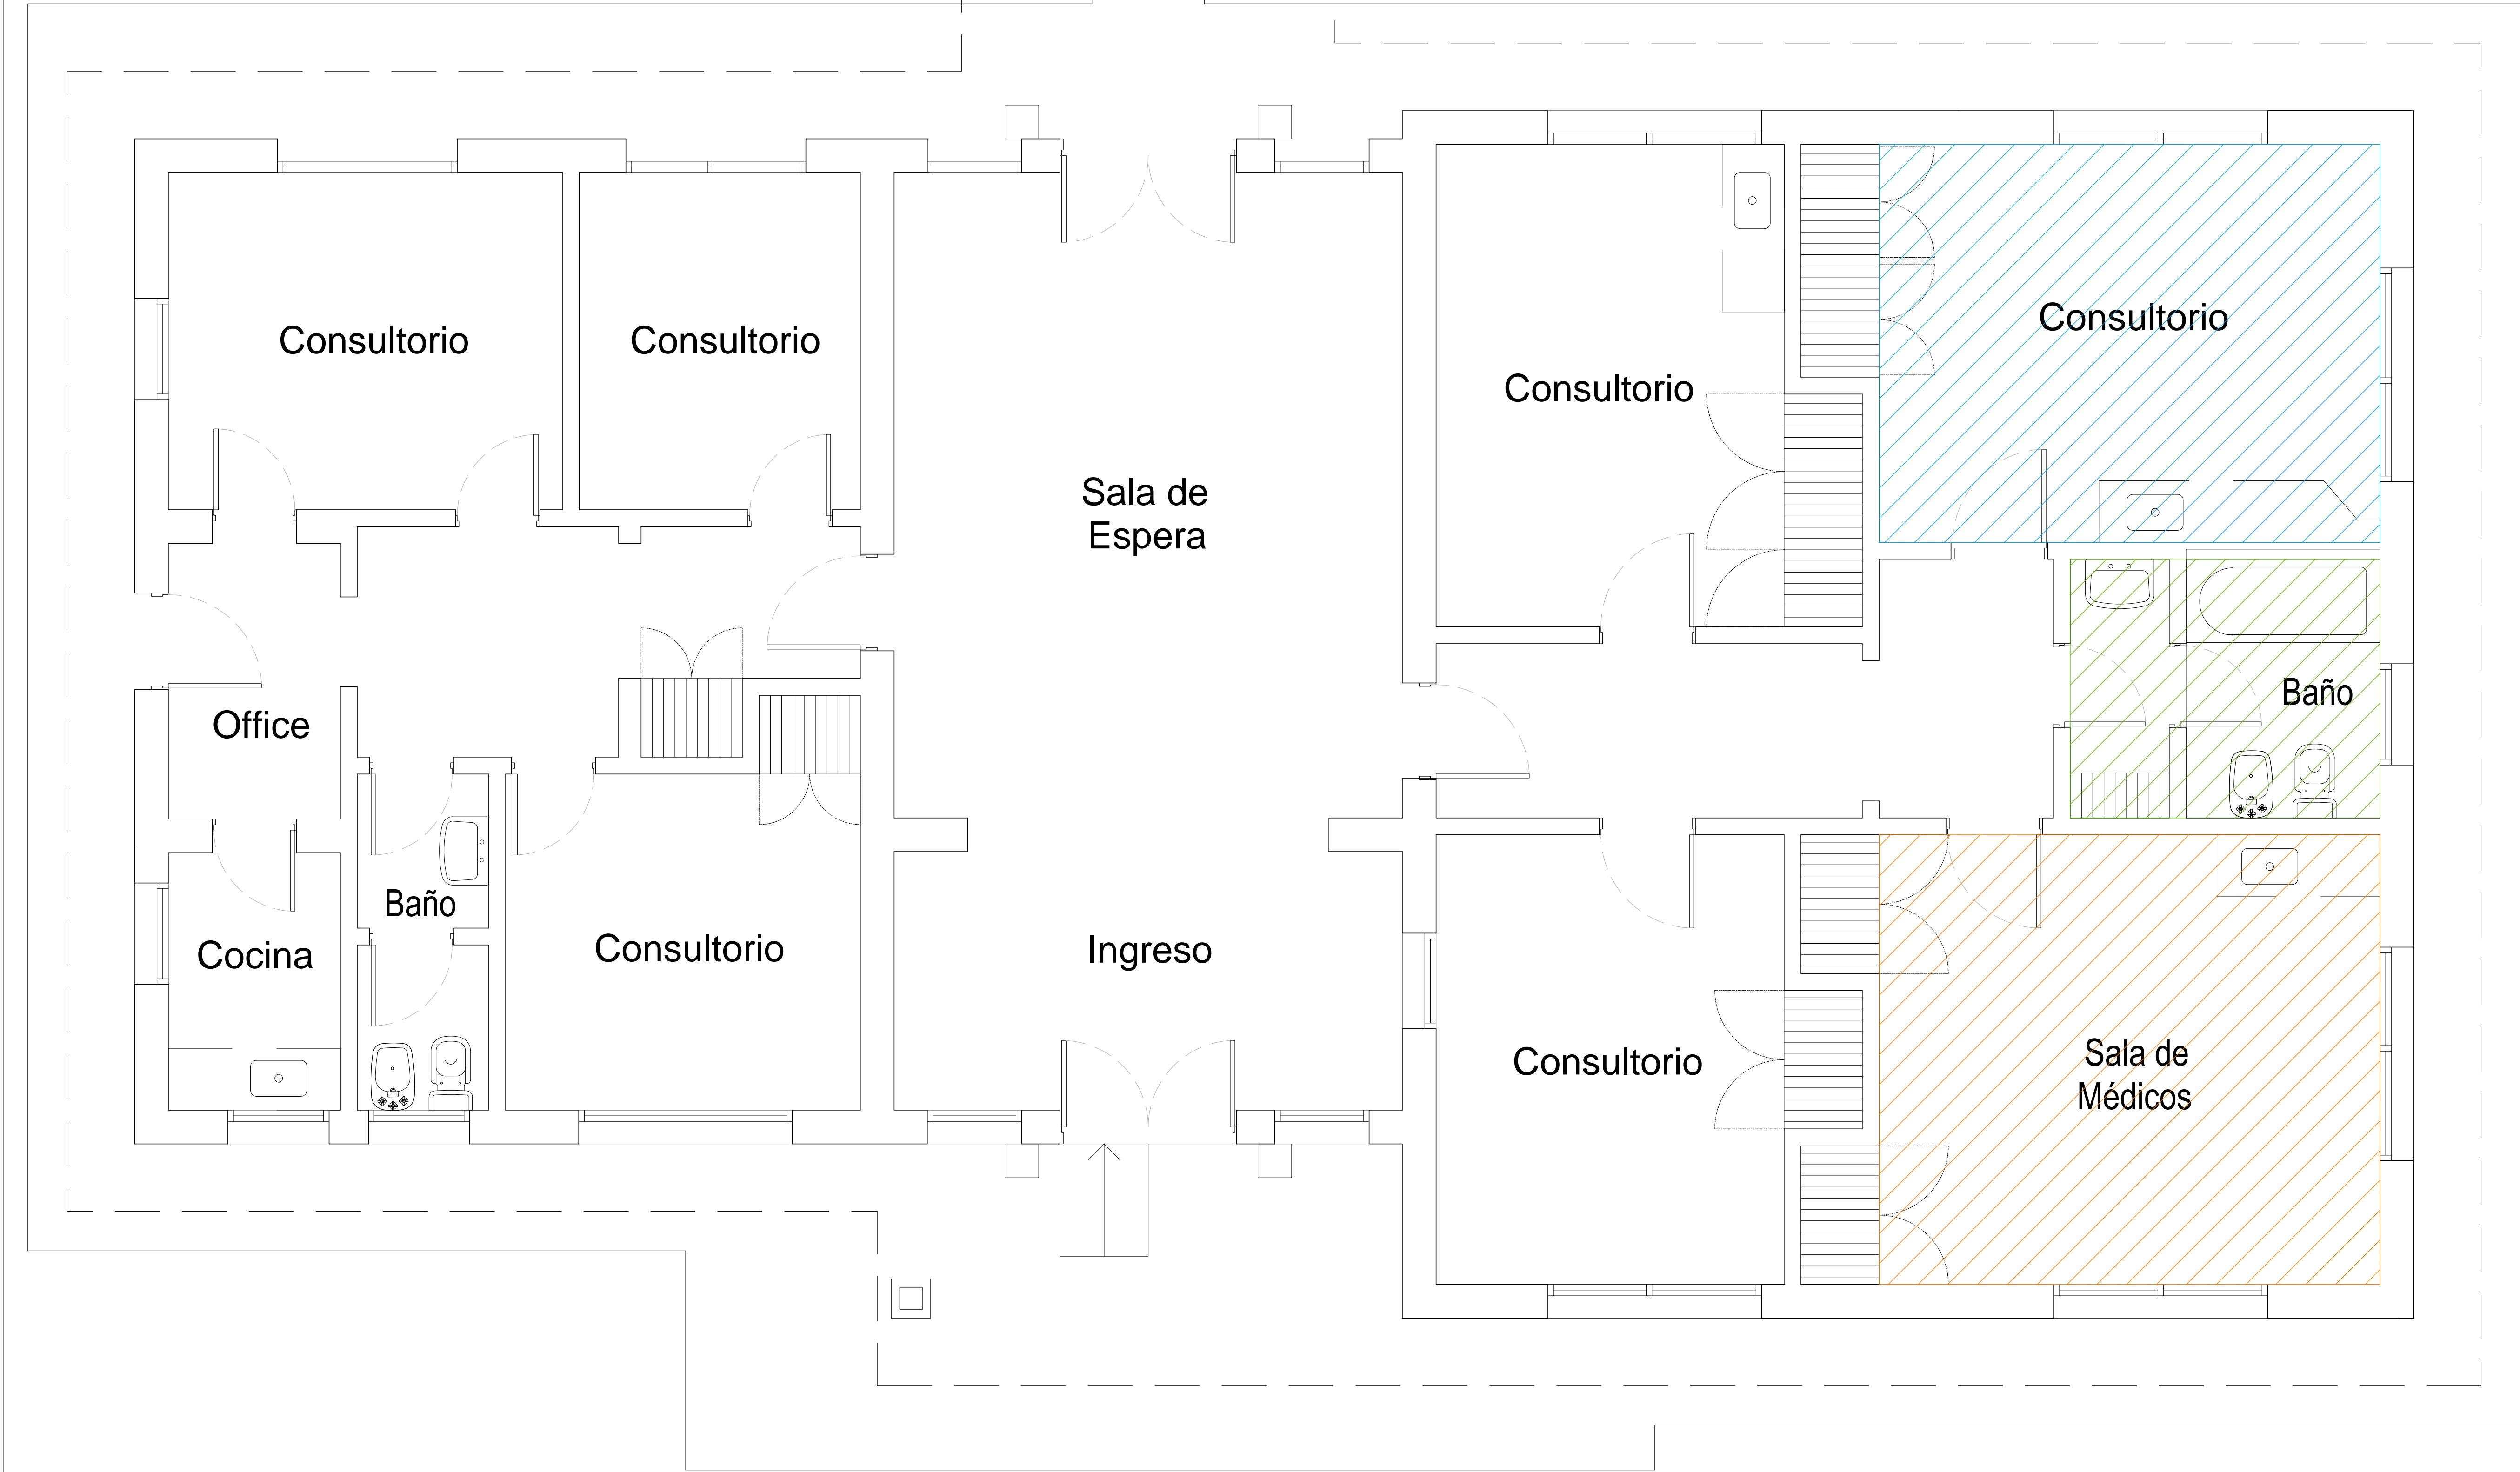 Consultorio
Consultorio
Consultorio
Consultorio
Sala de
Espera
Office
Baño
Baño
Cocina
Consultorio
Ingreso
Consultorio
Sala de
Médicos